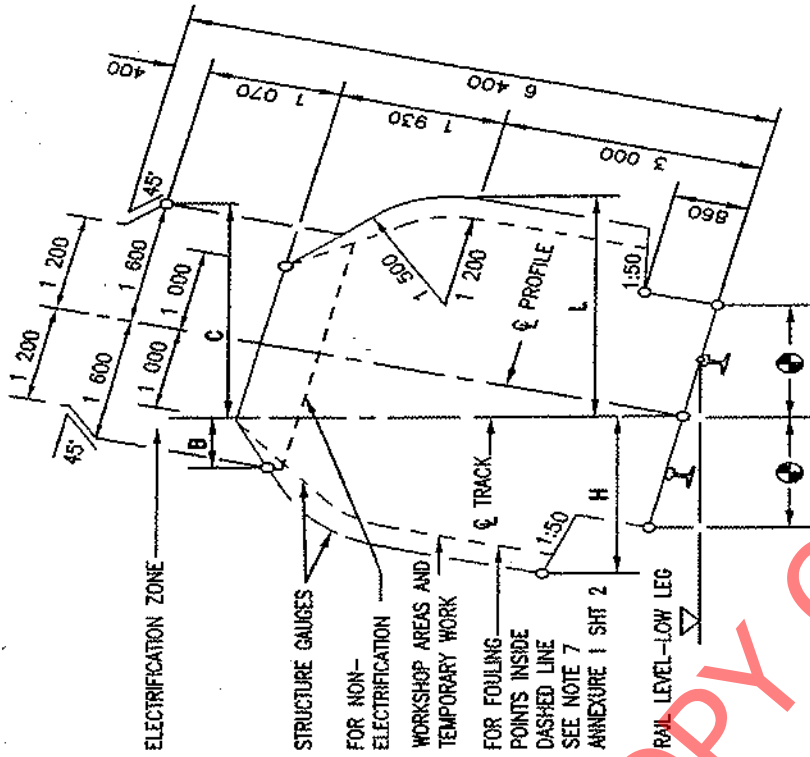 400
45°
45°
1 200
1 200
1 600
1 600
1 000
1 000
1 070
1 930
3 000
6 400
860
C
B
ELECTRIFICATION ZONE
STRUCTURE GAUGES
FOR NON-
ELECTRIFICATION
WORKSHOP AREAS AND
TEMPORARY WORK
FOR FOULING
POINTS INSIDE
DASHED LINE
SEE NOTE 7
ANNEXURE 1 SHT 2
RAIL LEVEL-LOW LEG
1 500
1 200
℄ PROFILE
L
℄ TRACK
H
1:50
1:50
COPY